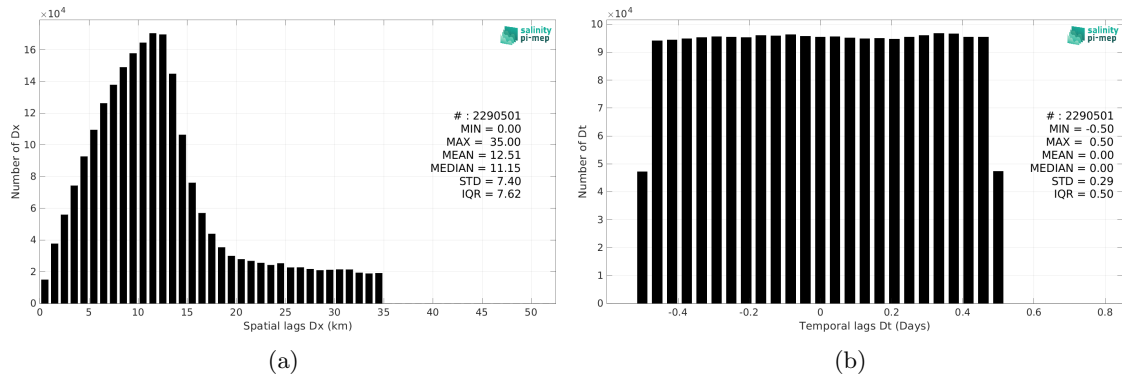 ×10⁴
16
14
12
10
8
6
4
2
0
Number of Dx
0 5 10 15 20 25 30 35 40 45 50
Spatial lags Dx (km)
salinity
pi-mep
# : 2290501
MIN = 0.00
MAX = 35.00
MEAN = 12.51
MEDIAN = 11.15
STD = 7.40
IQR = 7.62
(a)
×10⁴
10
9
8
7
6
5
4
3
2
1
0
Number of Dt
-0.4 -0.2 0 0.2 0.4 0.6 0.8
Temporal lags Dt (Days)
salinity
pi-mep
# : 2290501
MIN = -0.50
MAX = 0.50
MEAN = 0.00
MEDIAN = 0.00
STD = 0.29
IQR = 0.50
(b)